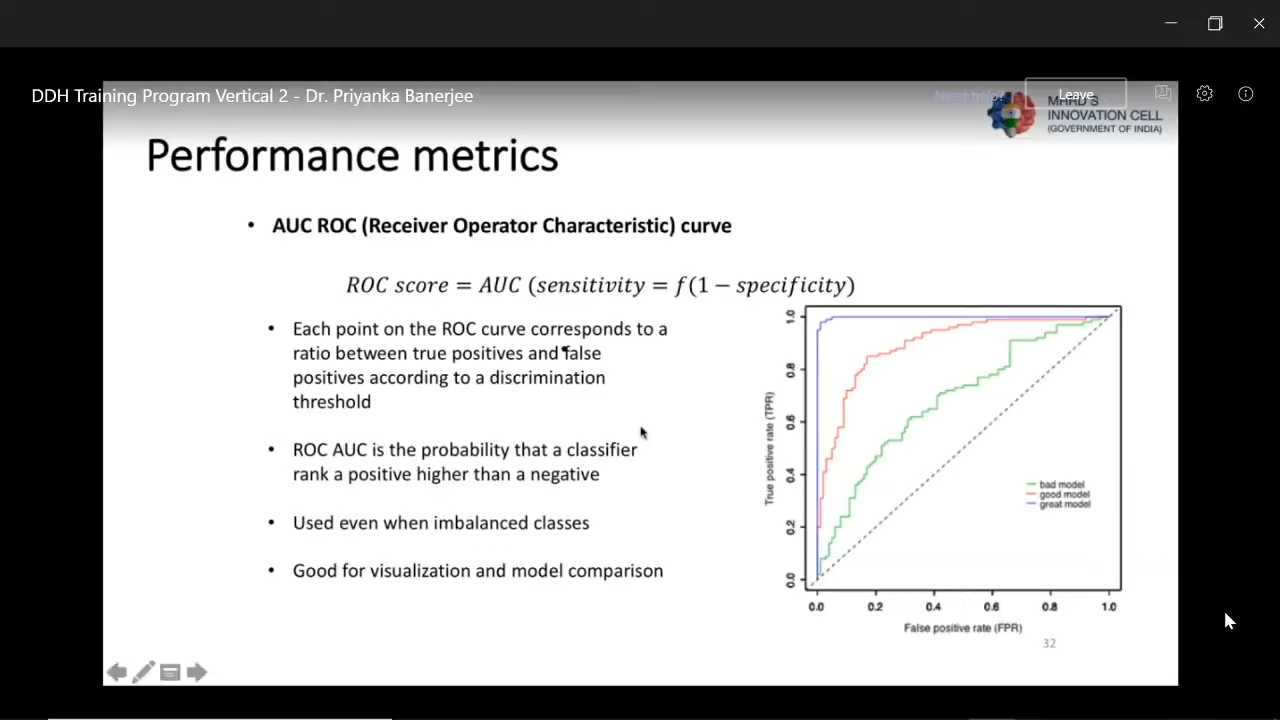 DDH Training Program Vertical 2 - Dr. Priyanka Banerjee
Need help?
Leave
MHRD'S
INNOVATION CELL
(GOVERNMENT OF INDIA)
Performance metrics
• AUC ROC (Receiver Operator Characteristic) curve
ROC score = AUC (sensitivity = f(1 − specificity)
• Each point on the ROC curve corresponds to a
ratio between true positives and false
positives according to a discrimination
threshold
• ROC AUC is the probability that a classifier
rank a positive higher than a negative
• Used even when imbalanced classes
• Good for visualization and model comparison
True positive rate (TPR)
1.0
0.8
0.6
0.4
0.2
0.0
bad model
good model
great model
0.0 0.2 0.4 0.6 0.8 1.0
False positive rate (FPR)
32